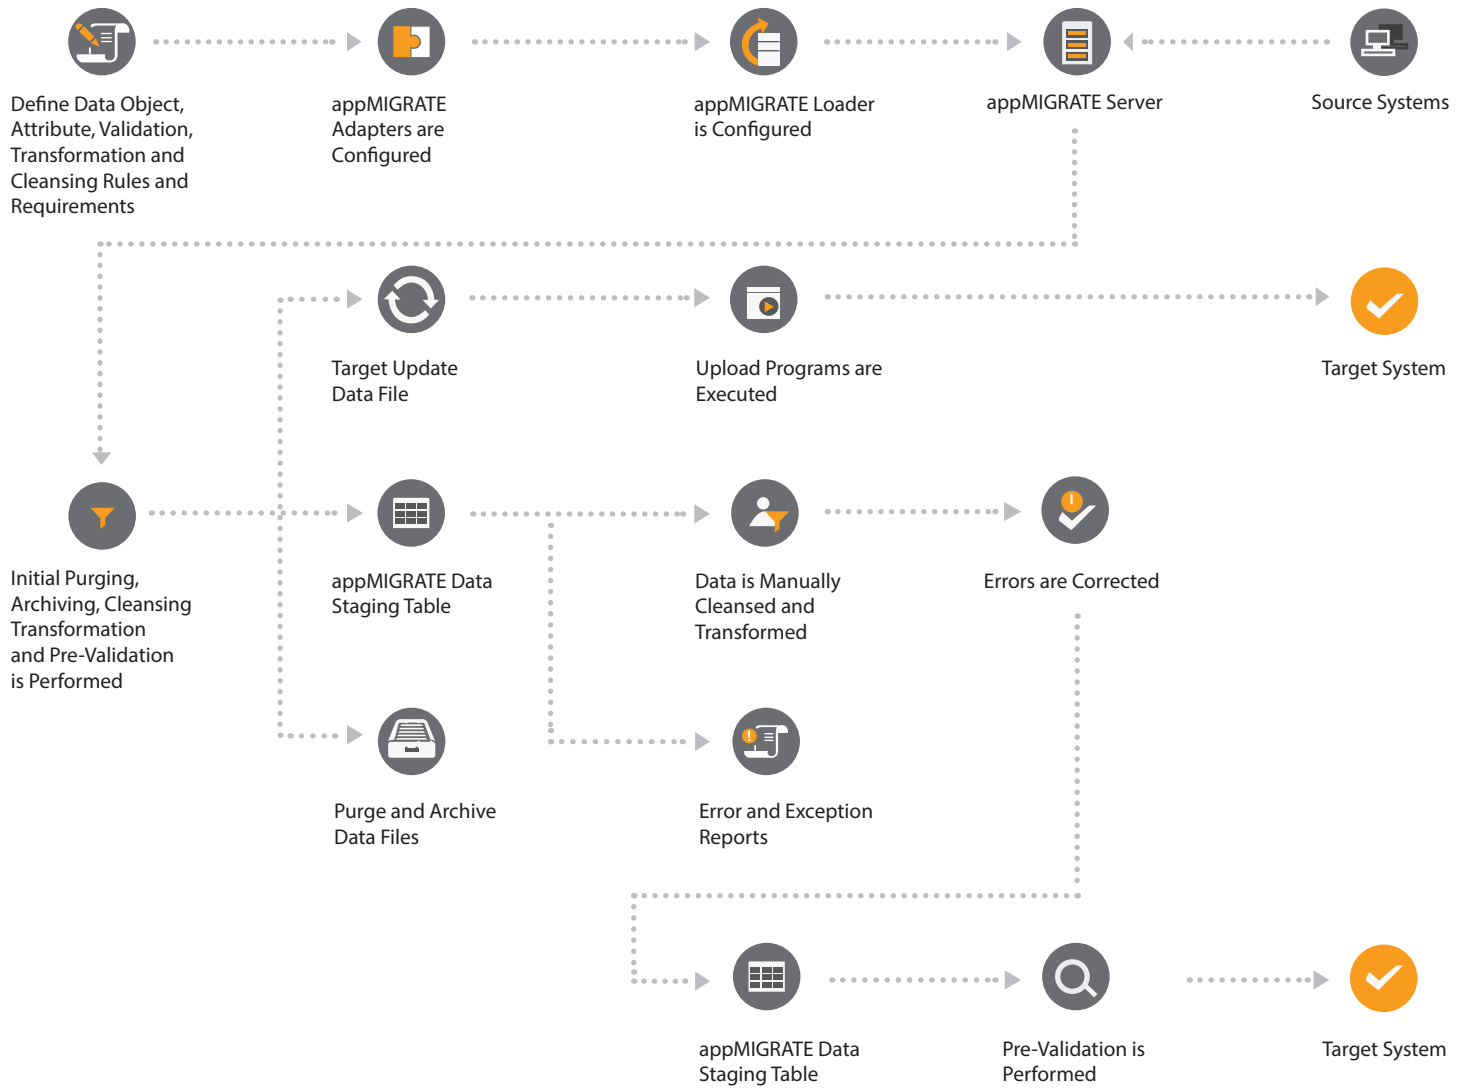 Define Data Object,
Attribute, Validation,
Transformation and
Cleansing Rules and
Requirements
appMIGRATE
Adapters are
Configured
appMIGRATE Loader
is Configured
appMIGRATE Server
Source Systems
Target Update
Data File
Upload Programs are
Executed
Target System
Initial Purging,
Archiving, Cleansing
Transformation
and Pre-Validation
is Performed
appMIGRATE Data
Staging Table
Data is Manually
Cleansed and
Transformed
Errors are Corrected
Purge and Archive
Data Files
Error and Exception
Reports
appMIGRATE Data
Staging Table
Pre-Validation is
Performed
Target System